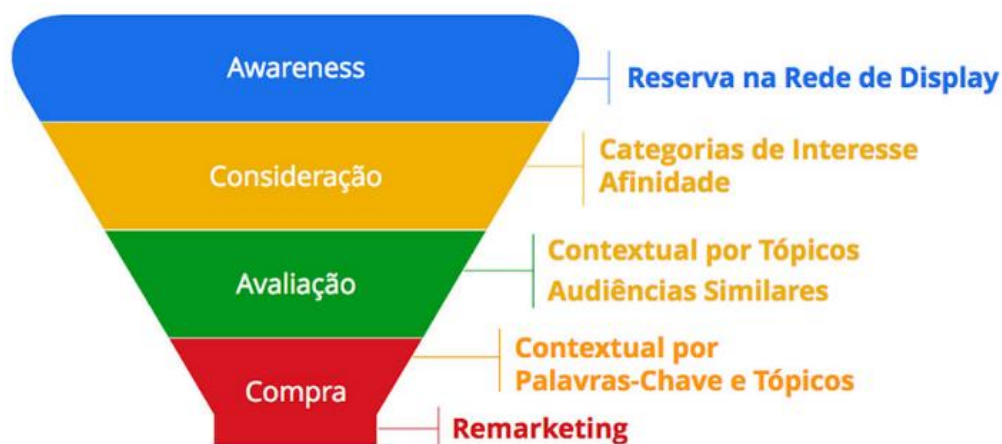 Awareness
Reserva na Rede de Display
Consideração
Categorias de Interesse
Afinidade
Avaliação
Contextual por Tópicos
Audiências Similares
Compra
Contextual por
Palavras-Chave e Tópicos
Remarketing